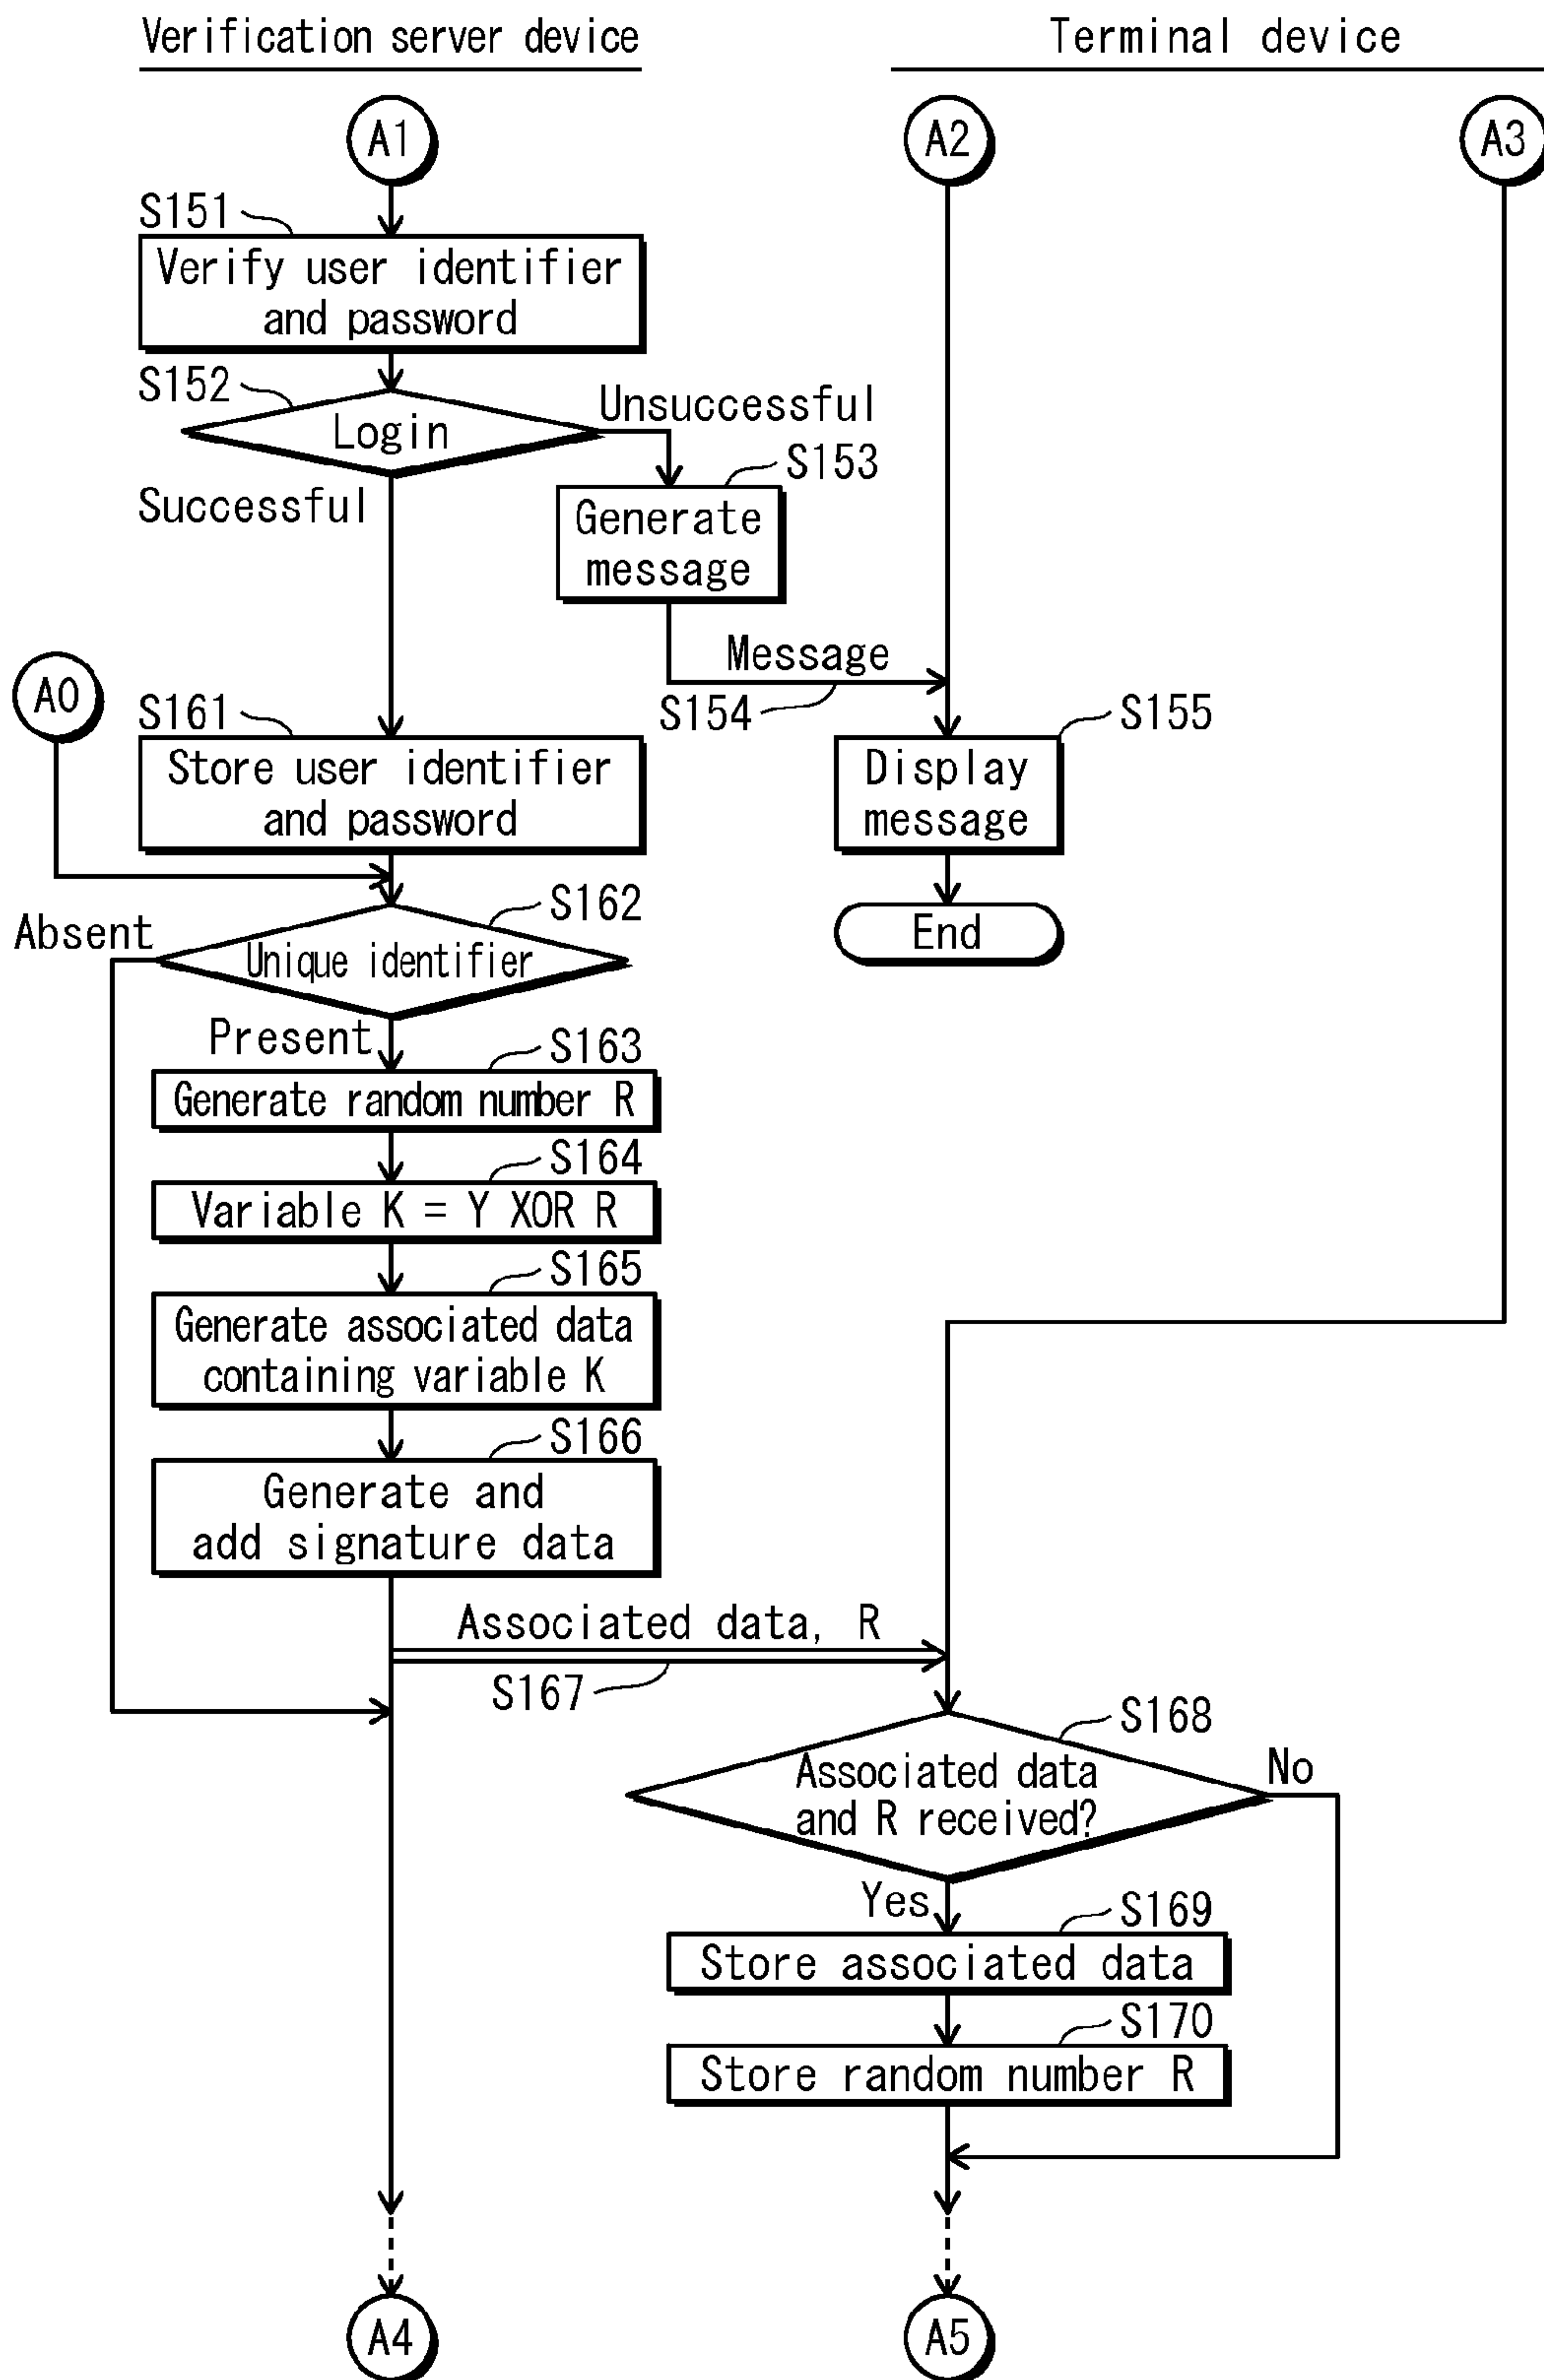 Verification server device
Terminal device
A1
A2
A3
S151
Verify user identifier
and password
S152
Login
Unsuccessful
Successful
S153
Generate
message
Message
S154
A0
S161
Store user identifier
and password
S155
Display
message
End
S162
Absent
Unique identifier
Present
S163
Generate random number R
S164
Variable K = Y XOR R
S165
Generate associated data
containing variable K
S166
Generate and
add signature data
Associated data, R
S167
S168
Associated data
and R received?
No
Yes
S169
Store associated data
S170
Store random number R
A4
A5